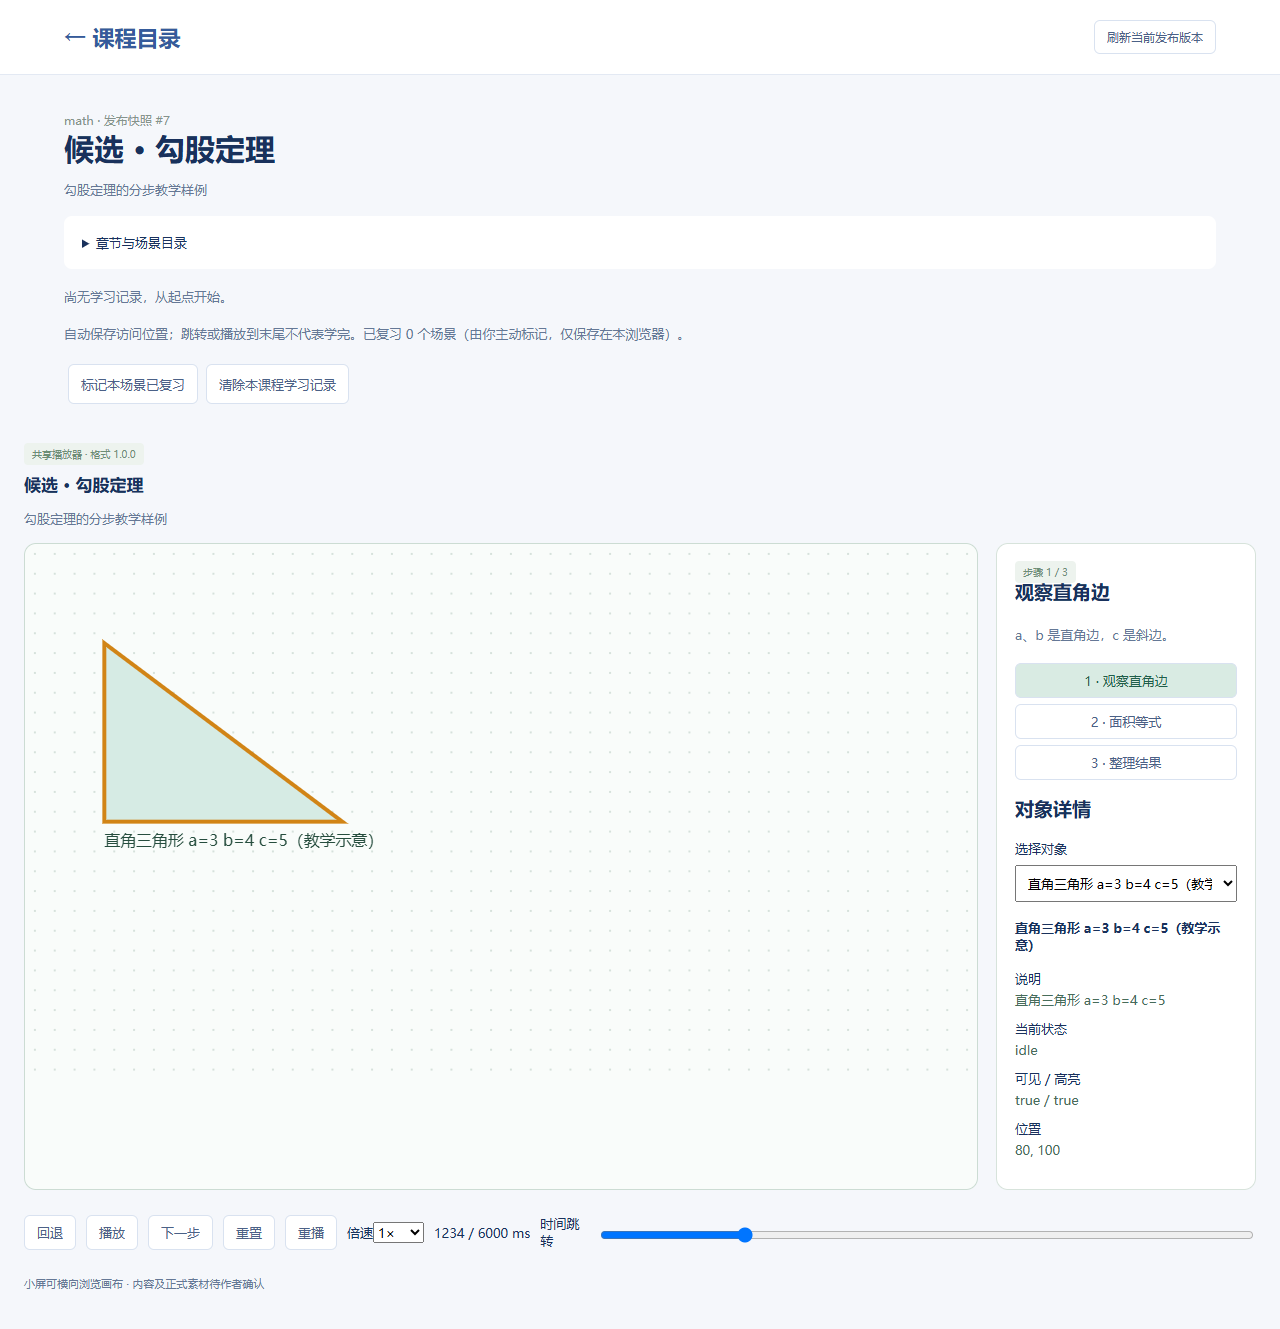 ← 课程目录
刷新当前发布版本
math · 发布快照 #7
候选 · 勾股定理
勾股定理的分步教学样例
▶ 章节与场景目录
尚无学习记录，从起点开始。
自动保存访问位置；跳转或播放到末尾不代表学完。已复习 0 个场景（由你主动标记，仅保存在本浏览器）。
标记本场景已复习
清除本课程学习记录
共享播放器 · 格式 1.0.0
候选 · 勾股定理
勾股定理的分步教学样例
直角三角形 a=3 b=4 c=5（教学示意）
步骤 1 / 3
观察直角边
a、b 是直角边，c 是斜边。
1 · 观察直角边
2 · 面积等式
3 · 整理结果
对象详情
选择对象
直角三角形 a=3 b=4 c=5（教学
直角三角形 a=3 b=4 c=5（教学示
意）
说明
直角三角形 a=3 b=4 c=5
当前状态
idle
可见 / 高亮
true / true
位置
80, 100
回退
播放
下一步
重置
重播
倍速
1×
1234 / 6000 ms
时间跳
转
小屏可横向浏览画布 · 内容及正式素材待作者确认